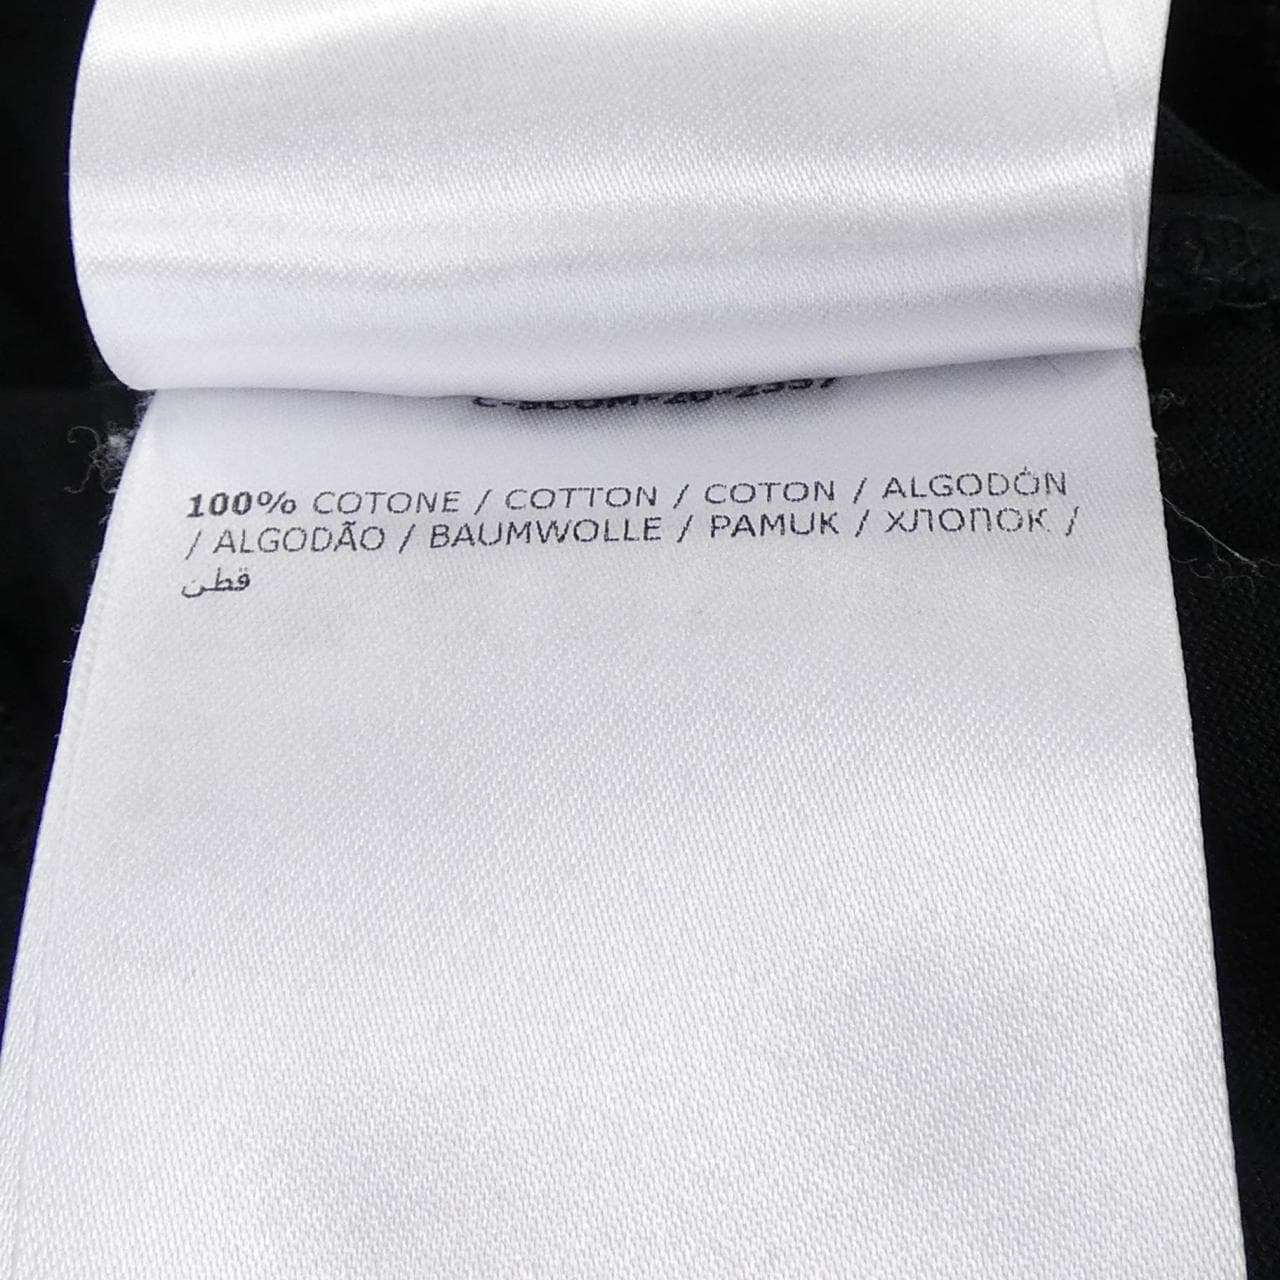 100% COTONE / COTTON / COTON / ALGODÓN
/ ALGODÃO / BAUMWOLLE / PAMUK / ХЛОПОК /
قطن